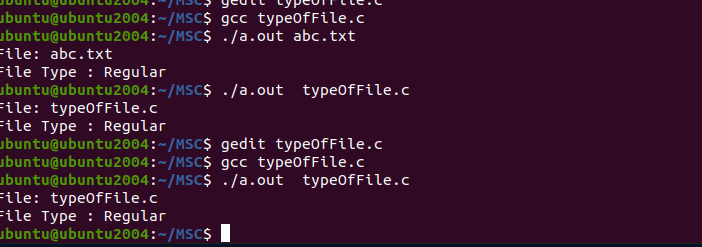 ubuntu@ubuntu2004:~/MSC$ gedit typeOfFile.c
ubuntu@ubuntu2004:~/MSC$ gcc typeOfFile.c
ubuntu@ubuntu2004:~/MSC$ ./a.out abc.txt
File: abc.txt
File Type : Regular
ubuntu@ubuntu2004:~/MSC$ ./a.out  typeOfFile.c
File: typeOfFile.c
File Type : Regular
ubuntu@ubuntu2004:~/MSC$ gedit typeOfFile.c
ubuntu@ubuntu2004:~/MSC$ gcc typeOfFile.c
ubuntu@ubuntu2004:~/MSC$ ./a.out  typeOfFile.c
File: typeOfFile.c
File Type : Regular
ubuntu@ubuntu2004:~/MSC$